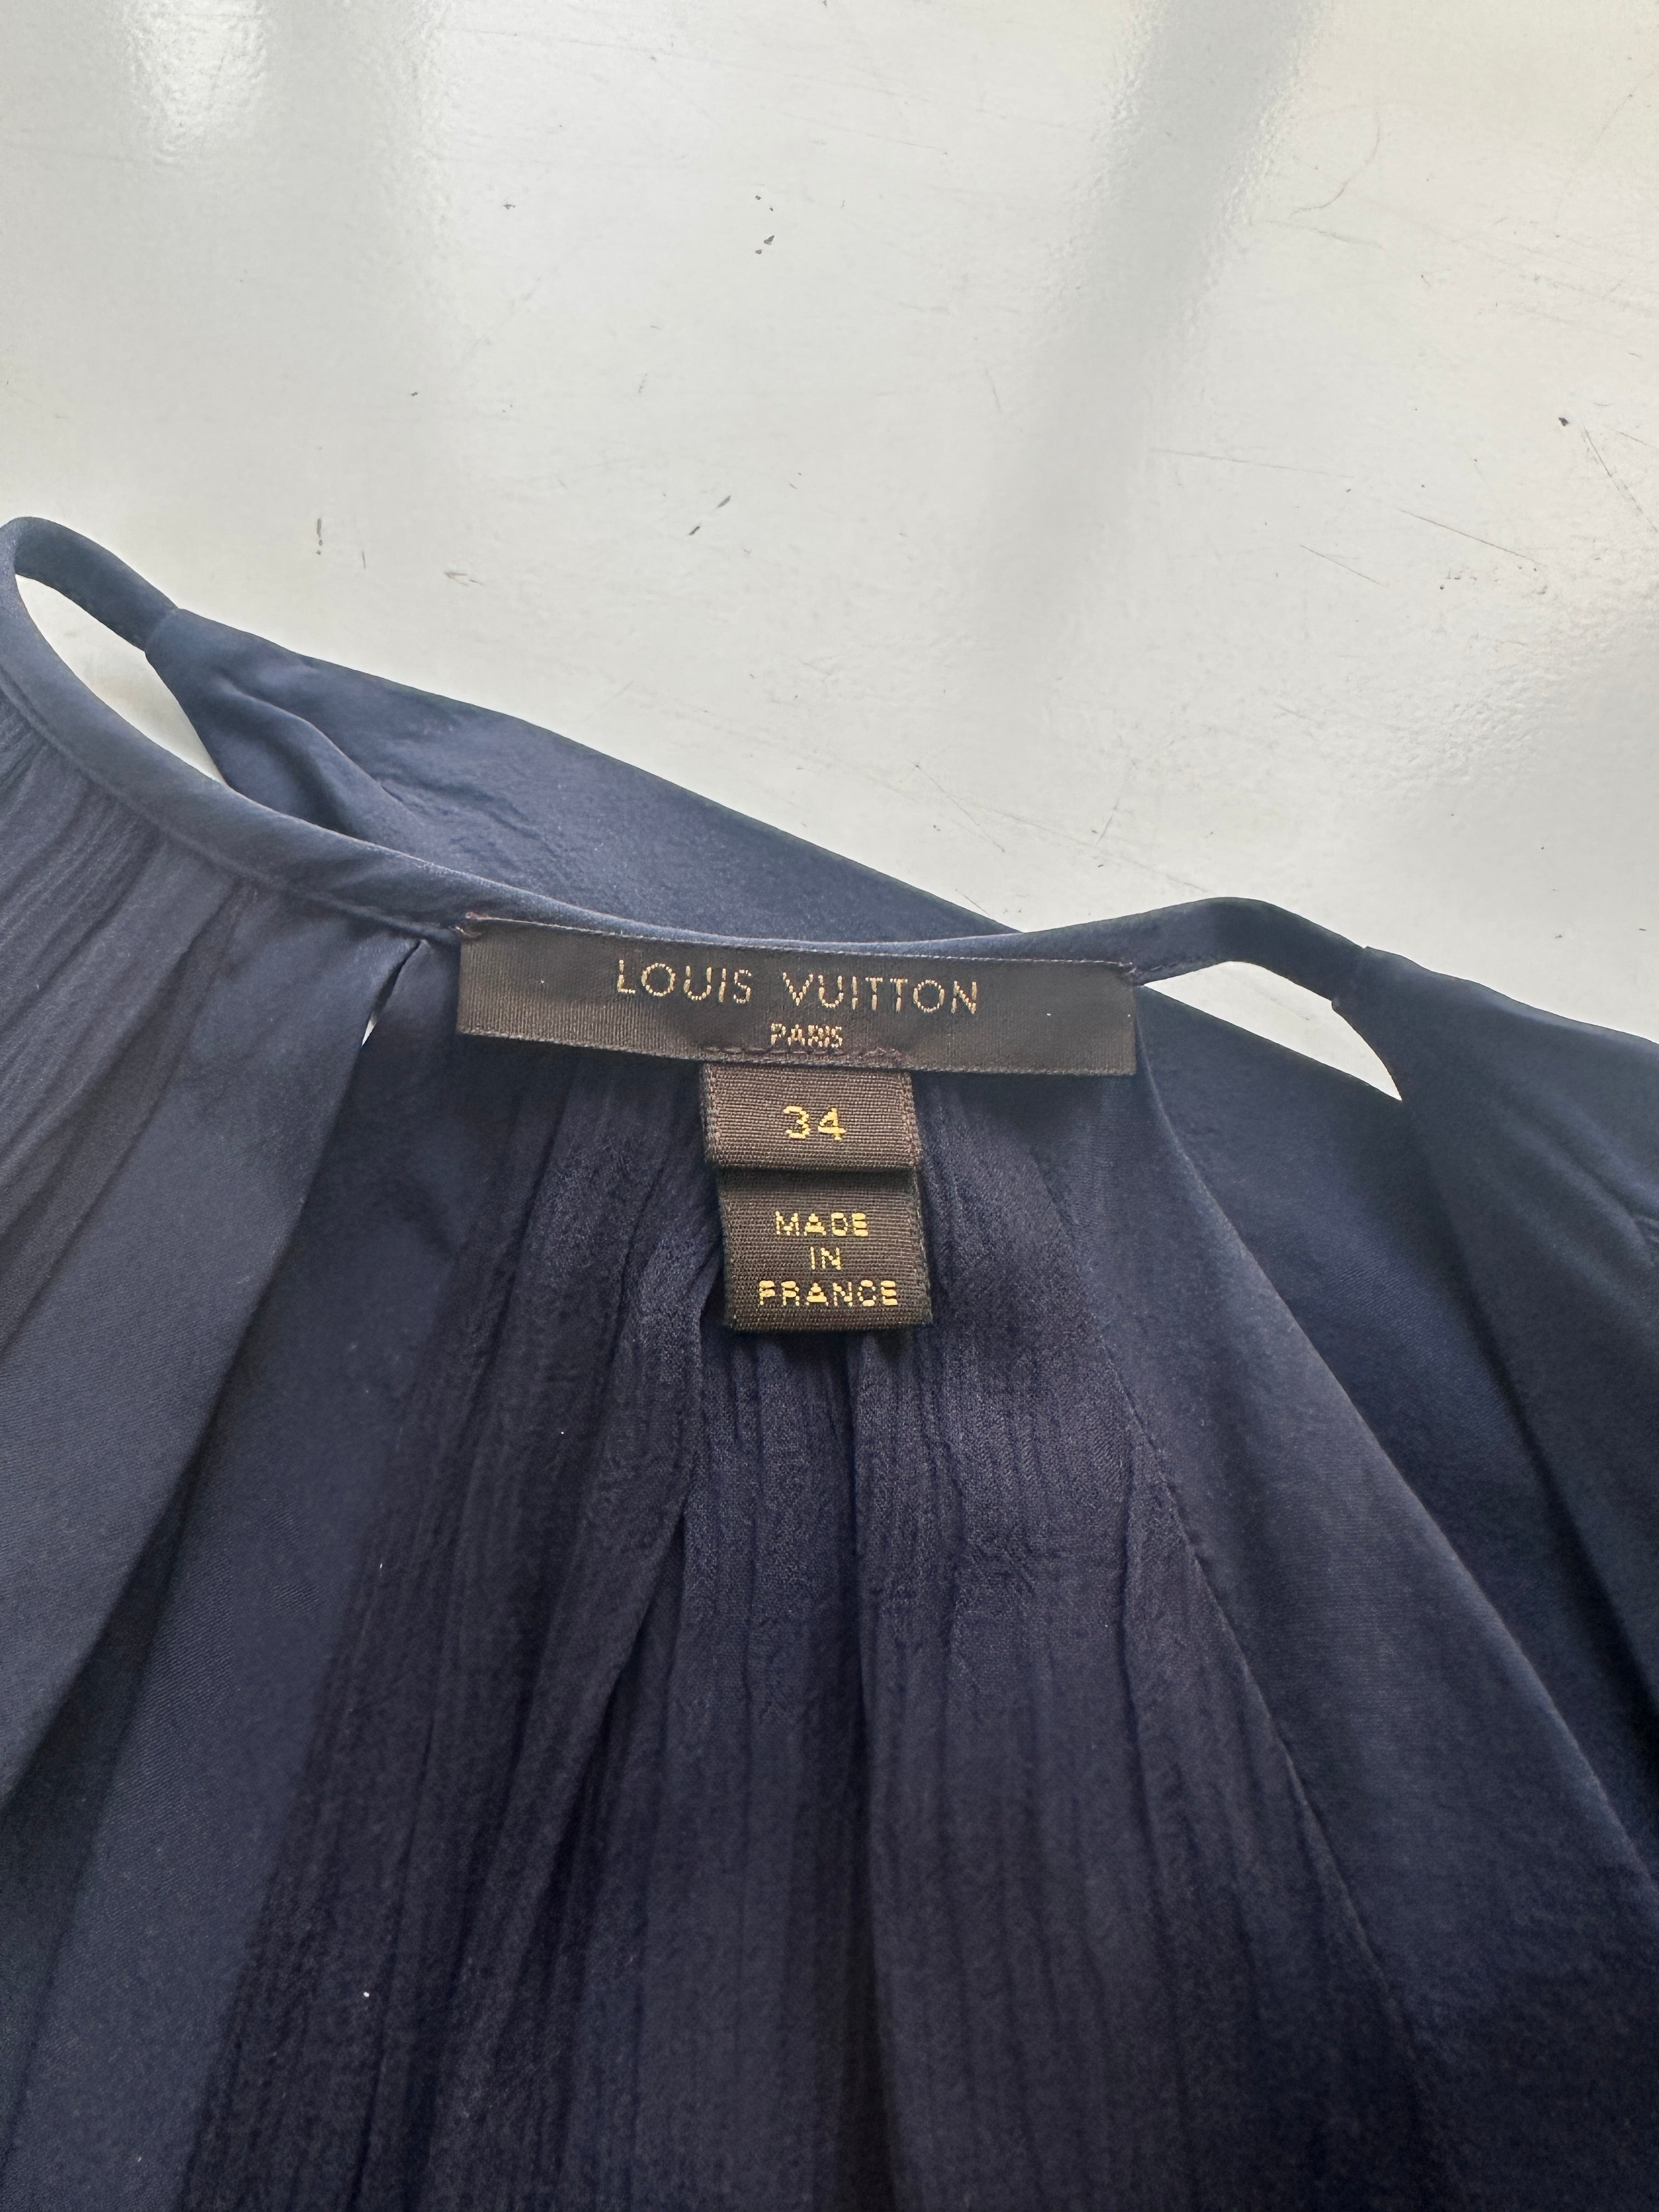 LOUIS VUITTON
PARIS
34
MADE
IN
FRANCE